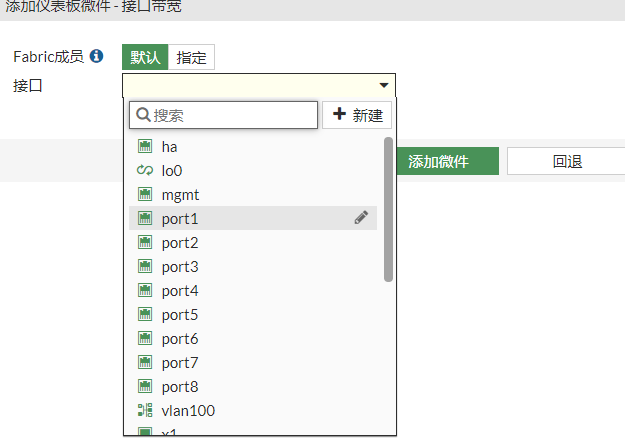 添加仪表板微件 - 接口带宽
Fabric成员 默认 指定
接口
搜索 新建
ha
lo0
mgmt
port1
添加微件 回退
port2
port3
port4
port5
port6
port7
port8
vlan100
x1